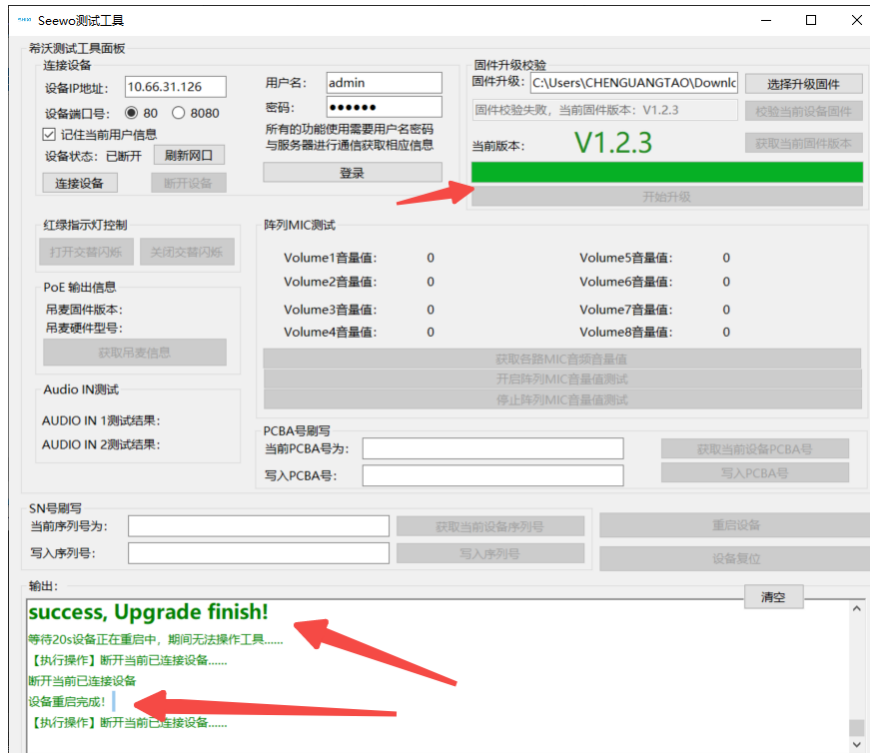 Seewo测试工具
希沃测试工具面板
连接设备
设备IP地址： 10.66.31.126
设备端口号： 80 8080
记住当前用户信息
设备状态：已断开 刷新网口
连接设备 断开设备
用户名： admin
密码： ●●●●●●
所有的功能使用需要用户名密码
与服务器进行通信获取相应信息
登录
固件升级校验
固件升级： C:\Users\CHENGUANGTAO\Downlc 选择升级固件
固件校验失败，当前固件版本：V1.2.3 校验当前设备固件
当前版本： V1.2.3 获取当前固件版本
开始升级
红绿指示灯控制
打开交替闪烁 关闭交替闪烁
PoE 输出信息
吊麦固件版本：
吊麦硬件型号：
获取吊麦信息
Audio IN测试
AUDIO IN 1测试结果：
AUDIO IN 2测试结果：
阵列MIC测试
Volume1音量值： 0 Volume5音量值： 0
Volume2音量值： 0 Volume6音量值： 0
Volume3音量值： 0 Volume7音量值： 0
Volume4音量值： 0 Volume8音量值： 0
获取各路MIC音频音量值
开启阵列MIC音量值测试
停止阵列MIC音量值测试
PCBA号刷写
当前PCBA号为： 获取当前设备PCBA号
写入PCBA号： 写入PCBA号
SN号刷写
当前序列号为： 获取当前设备序列号
写入序列号： 写入序列号
重启设备
设备复位
输出：
清空
success, Upgrade finish!
等待20s设备正在重启中，期间无法操作工具......
【执行操作】断开当前已连接设备......
断开当前已连接设备
设备重启完成！
【执行操作】断开当前已连接设备......